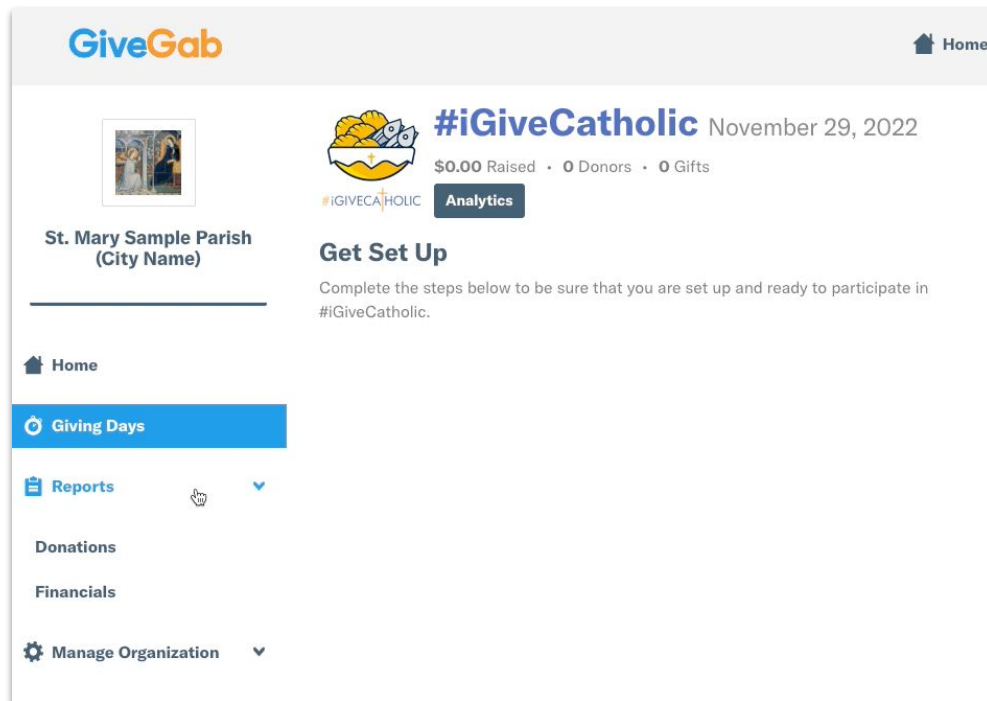 GiveGab
Home
St. Mary Sample Parish
(City Name)
Home
Giving Days
Reports
Donations
Financials
Manage Organization
#iGiveCatholic November 29, 2022
$0.00 Raised · 0 Donors · 0 Gifts
#iGIVECATHOLIC
Analytics
Get Set Up
Complete the steps below to be sure that you are set up and ready to participate in
#iGiveCatholic.